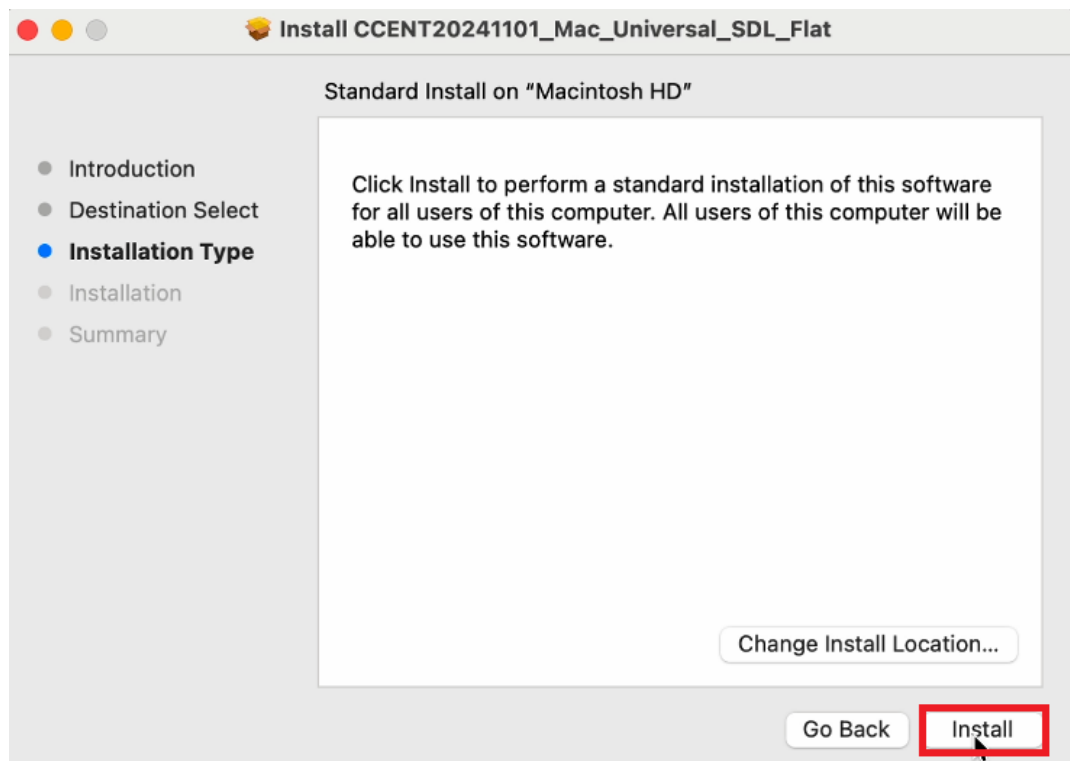 Install CCENT20241101_Mac_Universal_SDL_Flat
Standard Install on “Macintosh HD”
Introduction
Destination Select
Installation Type
Installation
Summary
Click Install to perform a standard installation of this software
for all users of this computer. All users of this computer will be
able to use this software.
Change Install Location...
Go Back
Install